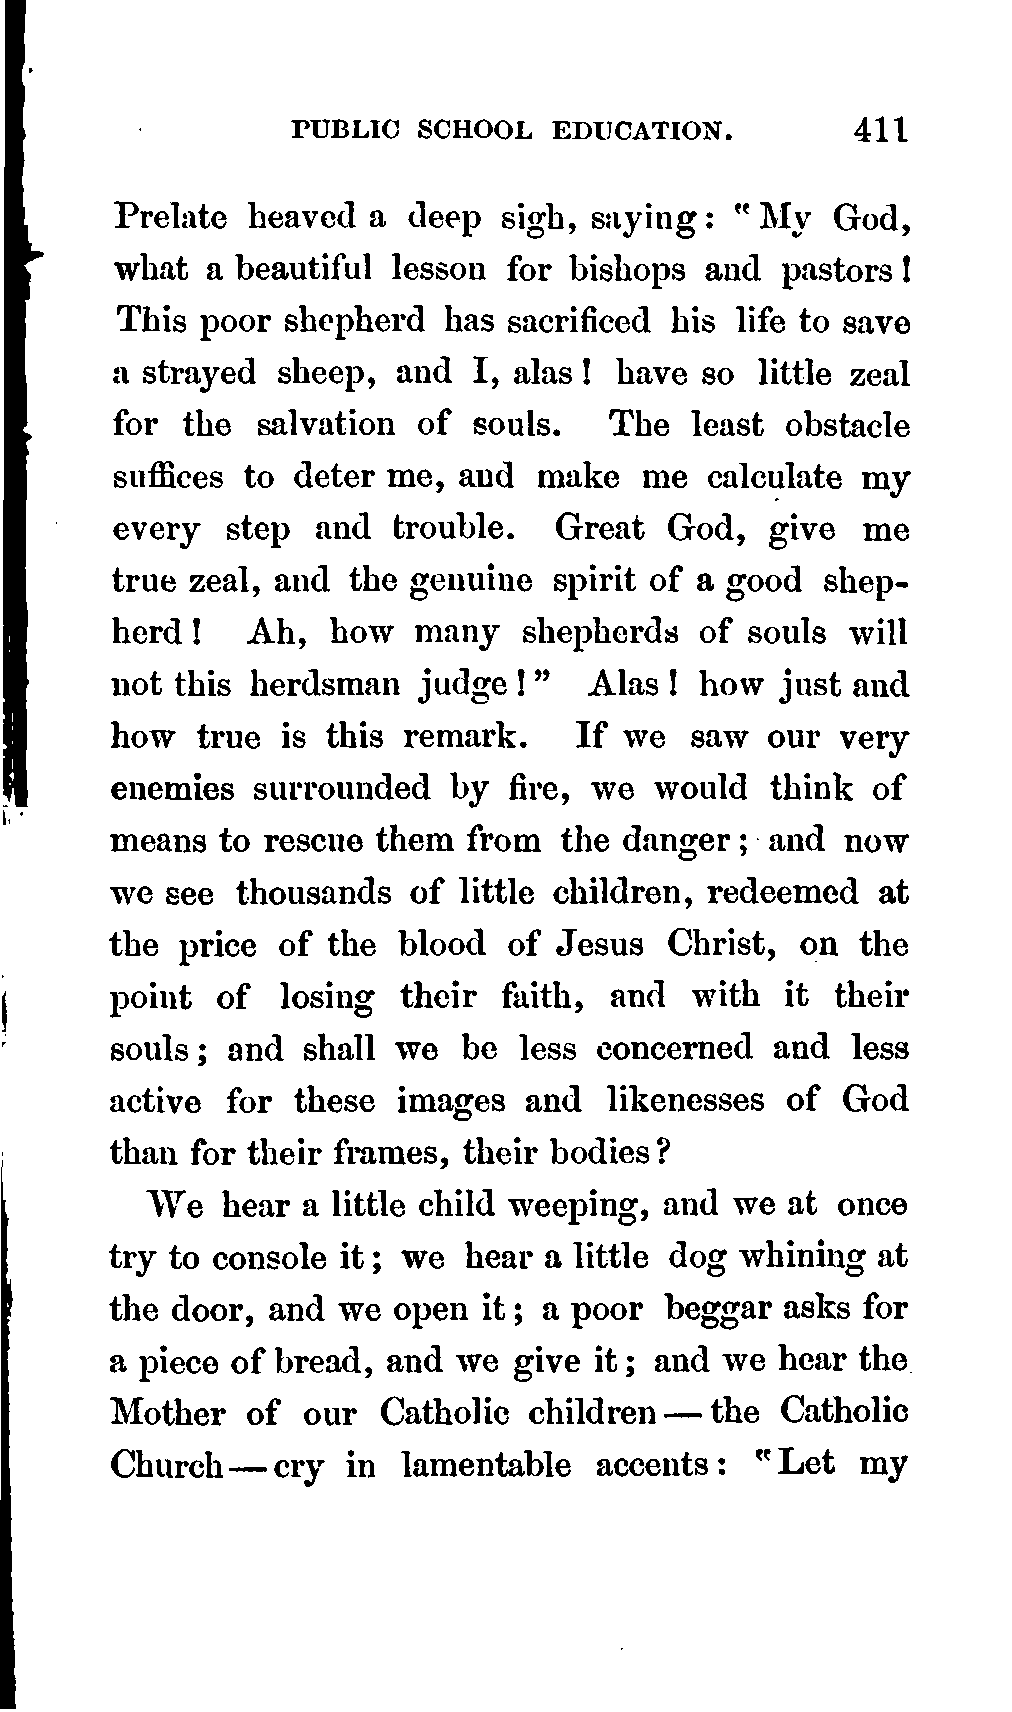 PUBLIC SCHOOL EDUCATION. 411
Prelate heaved a deep sigh, saying: "My God,
what a beautiful lesson for bishops and pastors!
This poor shepherd has sacrificed his life to save
a strayed sheep, and I, alas! have so little zeal
for the salvation of souls. The least obstacle
suffices to deter me, and make me calculate my
every step and trouble. Great God, give me
true zeal, and the genuine spirit of a good shep-
herd! Ah, how many shepherds of souls will
not this herdsman judge!" Alas! how just and
how true is this remark. If we saw our very
enemies surrounded by fire, we would think of
means to rescue them from the danger; and now
we see thousands of little children, redeemed at
the price of the blood of Jesus Christ, on the
point of losing their faith, and with it their
souls; and shall we be less concerned and less
active for these images and likenesses of God
than for their frames, their bodies?
We hear a little child weeping, and we at once
try to console it; we hear a little dog whining at
the door, and we open it; a poor beggar asks for
a piece of bread, and we give it; and we hear the
Mother of our Catholic children — the Catholic
Church — cry in lamentable accents: "Let my